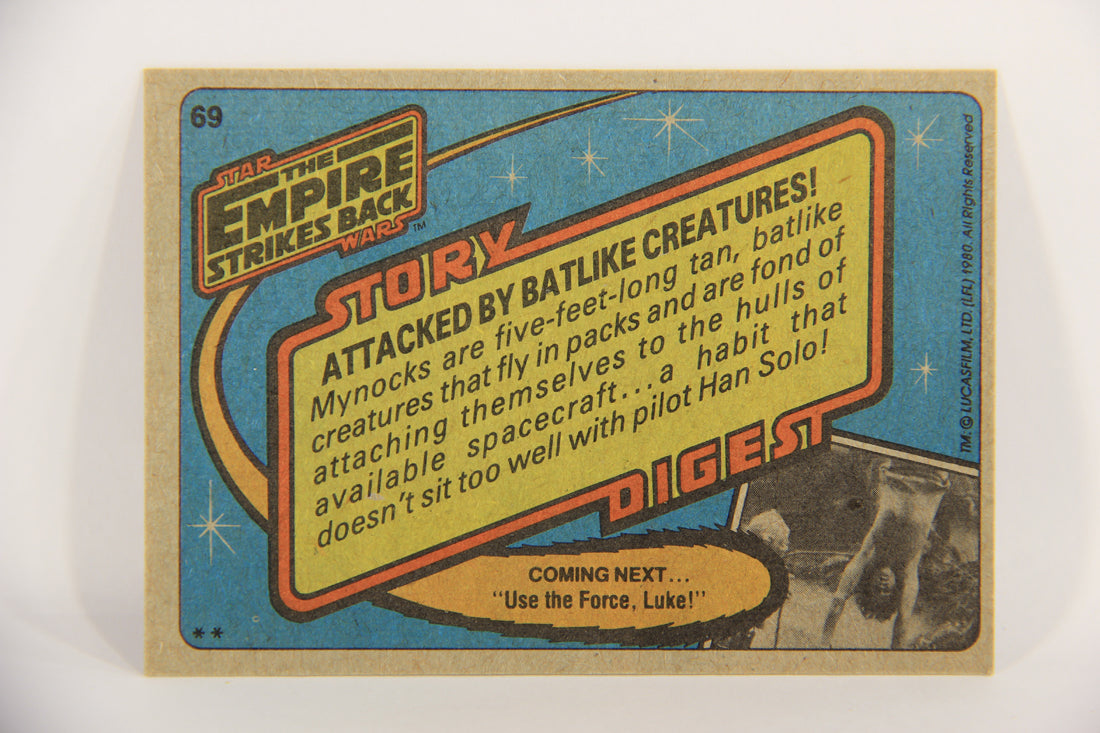 69
STAR
THE
EMPIRE
STRIKES BACK
WARS ™
STORY
ATTACKED BY BATLIKE CREATURES!
Mynocks are five-feet-long tan, batlike
creatures that fly in packs and are fond of
attaching themselves to the hulls of
available spacecraft...a habit that
doesn't sit too well with pilot Han Solo!
DIGEST
COMING NEXT...
"Use the Force, Luke!"
**
TM: © LUCASFILM, LTD. (LFL) 1980. All Rights Reserved